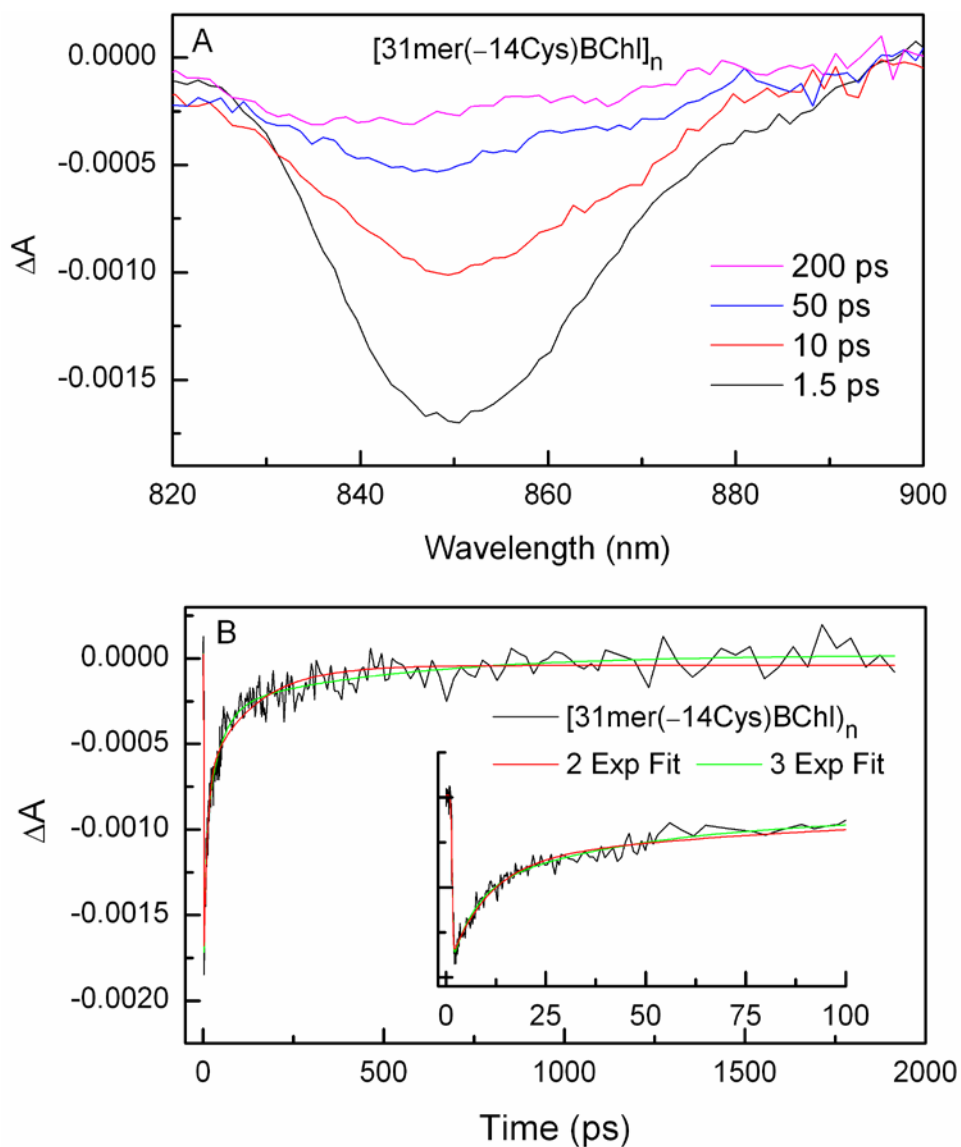 A
[31mer(−14Cys)BChl]n
0.0000
-0.0005
-0.0010
-0.0015
ΔA
200 ps
50 ps
10 ps
1.5 ps
820
840
860
880
900
Wavelength (nm)
B
0.0000
-0.0005
-0.0010
-0.0015
-0.0020
ΔA
[31mer(−14Cys)BChl)n
2 Exp Fit
3 Exp Fit
0
25
50
75
100
0
500
1000
1500
2000
Time (ps)